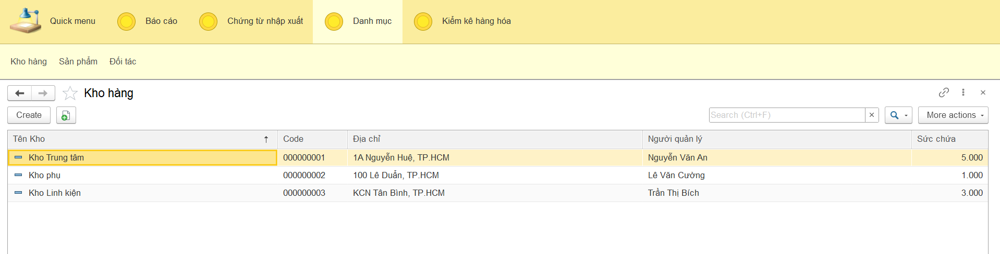 Quick menu Báo cáo Chứng từ nhập xuất Danh mục Kiểm kê hàng hóa
Kho hàng Sản phẩm Đối tác
Kho hàng
Create Search (Ctrl+F) More actions
Tên Kho Code Địa chỉ Người quản lý Sức chứa
Kho Trung tâm 000000001 1A Nguyễn Huệ, TP.HCM Nguyễn Văn An 5.000
Kho phụ 000000002 100 Lê Duẩn, TP.HCM Lê Văn Cường 1.000
Kho Linh kiện 000000003 KCN Tân Bình, TP.HCM Trần Thị Bích 3.000